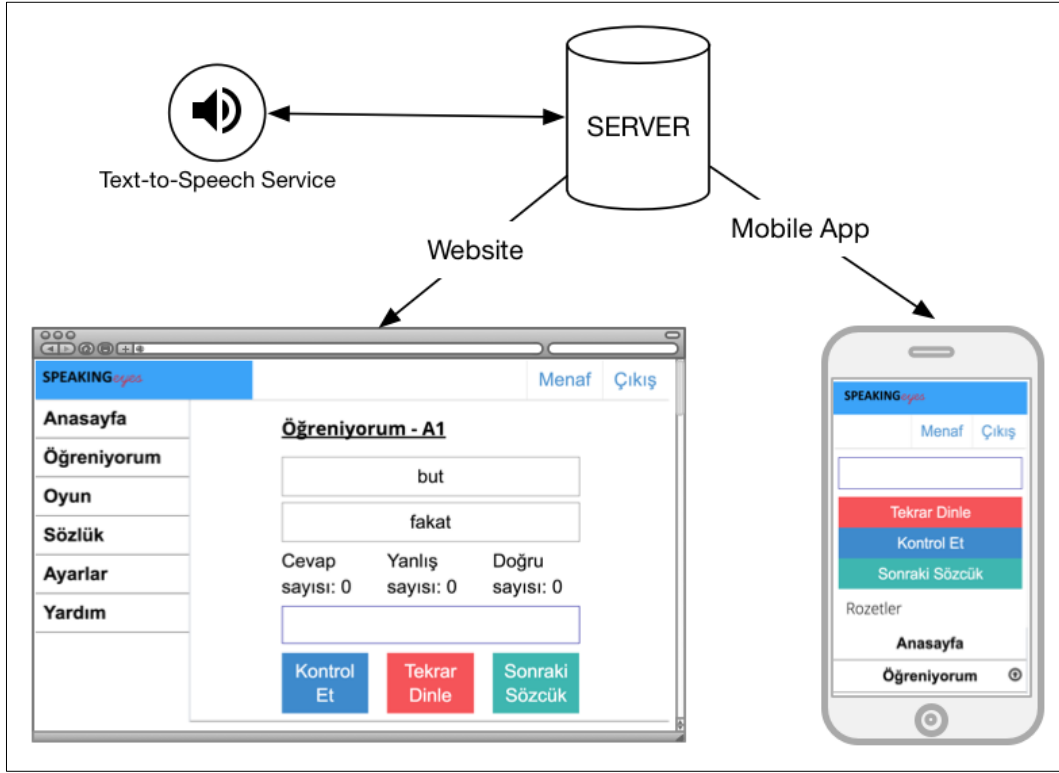 SERVER
Text-to-Speech Service
Website
Mobile App
SPEAKINGeyes
Menaf Çıkış
Anasayfa
Öğreniyorum
Oyun
Sözlük
Ayarlar
Yardım
Öğreniyorum - A1
but
fakat
Cevap Yanlış Doğru
sayısı: 0 sayısı: 0 sayısı: 0
Kontrol Tekrar Sonraki
Et Dinle Sözcük
SPEAKINGeyes
Menaf Çıkış
Tekrar Dinle
Kontrol Et
Sonraki Sözcük
Rozetler
Anasayfa
Öğreniyorum